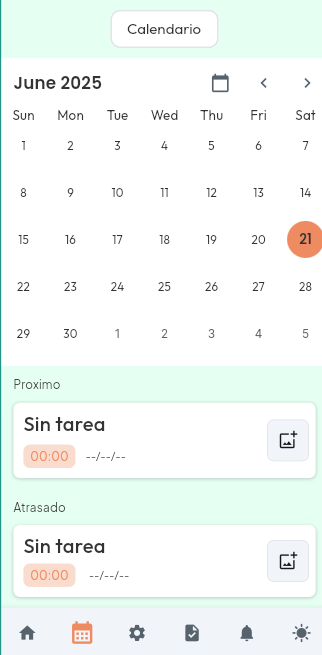 Calendario
June 2025
Sun Mon Tue Wed Thu Fri Sat
1 2 3 4 5 6 7
8 9 10 11 12 13 14
15 16 17 18 19 20 21
22 23 24 25 26 27 28
29 30 1 2 3 4 5
Proximo
Sin tarea
00:00 --/--/--
Atrasado
Sin tarea
00:00 --/--/--